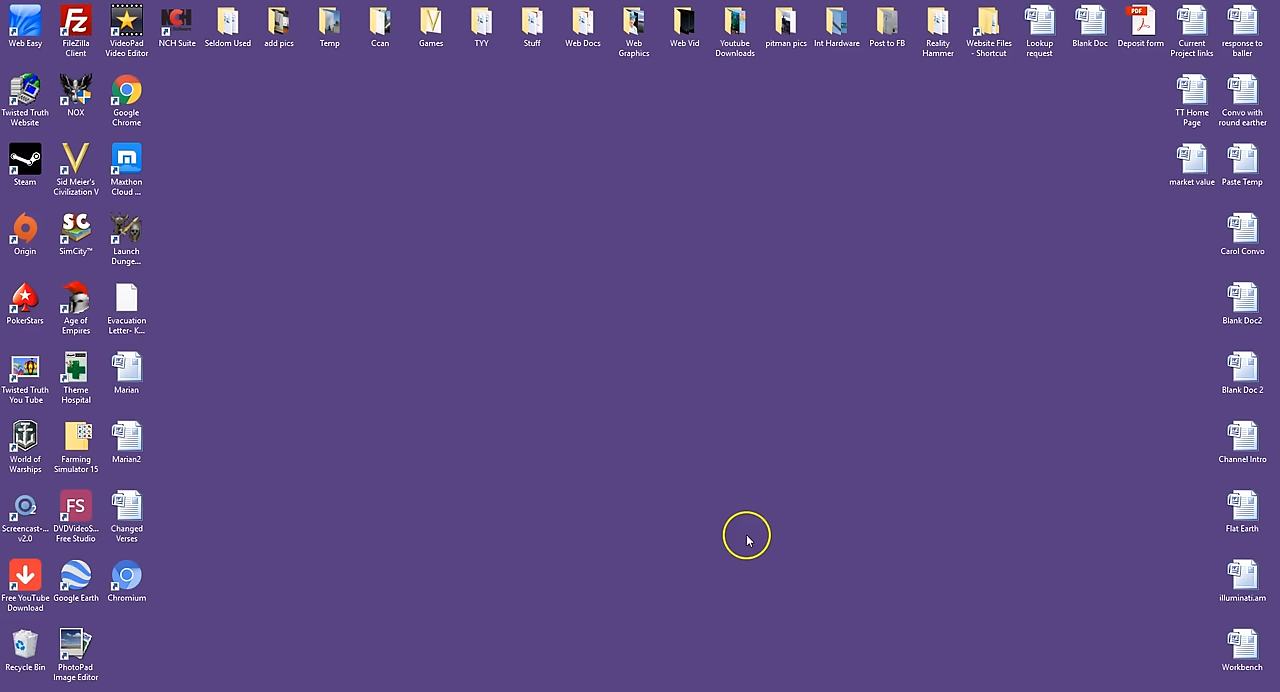 Web Easy
FileZilla
Client
VideoPad
Video Editor
NCH
NCH Suite
Seldom Used
add pics
Temp
Ccan
Games
TYY
Stuff
Web Docs
Web
Graphics
Web Vid
Youtube
Downloads
pitman pics
Int Hardware
Post to FB
Reality
Hammer
Website Files
- Shortcut
Lookup
request
Blank Doc
PDF
Deposit form
Current
Project links
response to
baller
Twisted Truth
Website
NOX
Google
Chrome
TT Home
Page
Convo with
round earther
Steam
Sid Meier's
Civilization V
Maxthon
Cloud ...
market value
Paste Temp
Origin
SC
SimCity™
Launch
Dunge...
Carol Convo
PokerStars
Age of
Empires
Evacuation
Letter- K...
Blank Doc2
Twisted Truth
You Tube
Theme
Hospital
Marian
Blank Doc 2
World of
Warships
Farming
Simulator 15
Marian2
Channel Intro
Screencast-...
v2.0
FS
DVDVideoS...
Free Studio
Changed
Verses
Flat Earth
Free YouTube
Download
Google Earth
Chromium
illuminati.am
Recycle Bin
PhotoPad
Image Editor
Workbench